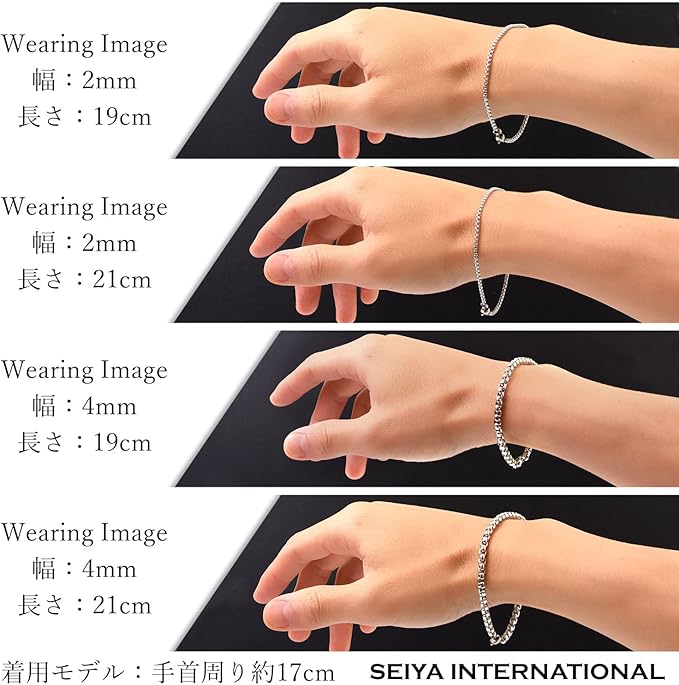 Wearing Image
幅：2mm
長さ：19cm
Wearing Image
幅：2mm
長さ：21cm
Wearing Image
幅：4mm
長さ：19cm
Wearing Image
幅：4mm
長さ：21cm
着用モデル：手首周り約17cm
SEIYA INTERNATIONAL